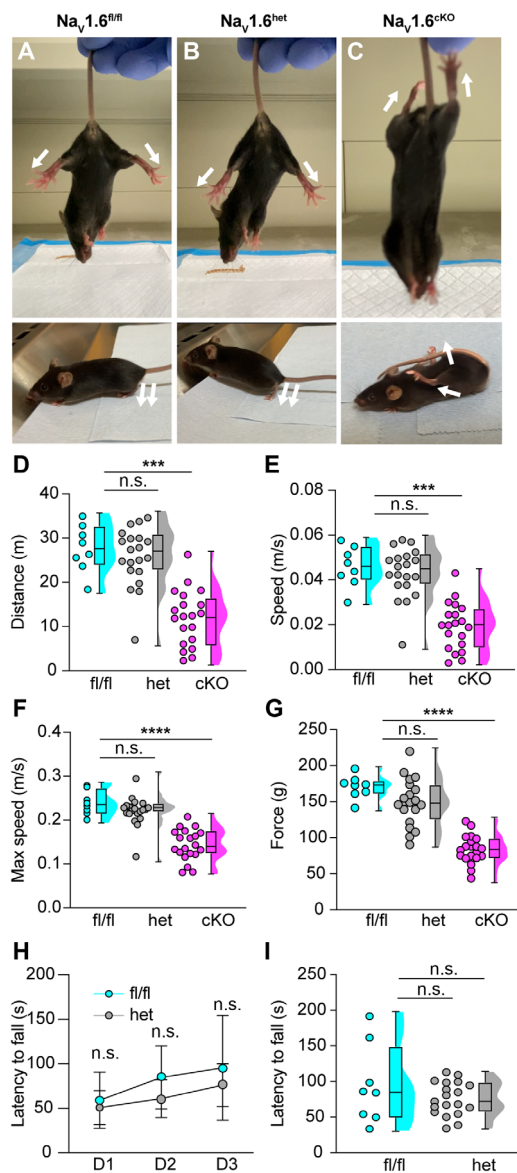 Nav1.6fl/fl Nav1.6het Nav1.6cKO
A B C
D E
*** ***
n.s. n.s.
Distance (m)
40
30
20
10
0
fl/fl het cKO
Speed (m/s)
0.08
0.06
0.04
0.02
0.00
fl/fl het cKO
F G
**** ****
n.s. n.s.
Max speed (m/s)
0.4
0.3
0.2
0.1
0.0
fl/fl het cKO
Force (g)
250
200
150
100
50
0
fl/fl het cKO
H I
Latency to fall (s)
200
150
100
50
0
fl/fl
het
n.s. n.s. n.s.
D1 D2 D3
Latency to fall (s)
250
200
150
100
50
0
n.s.
n.s.
fl/fl het